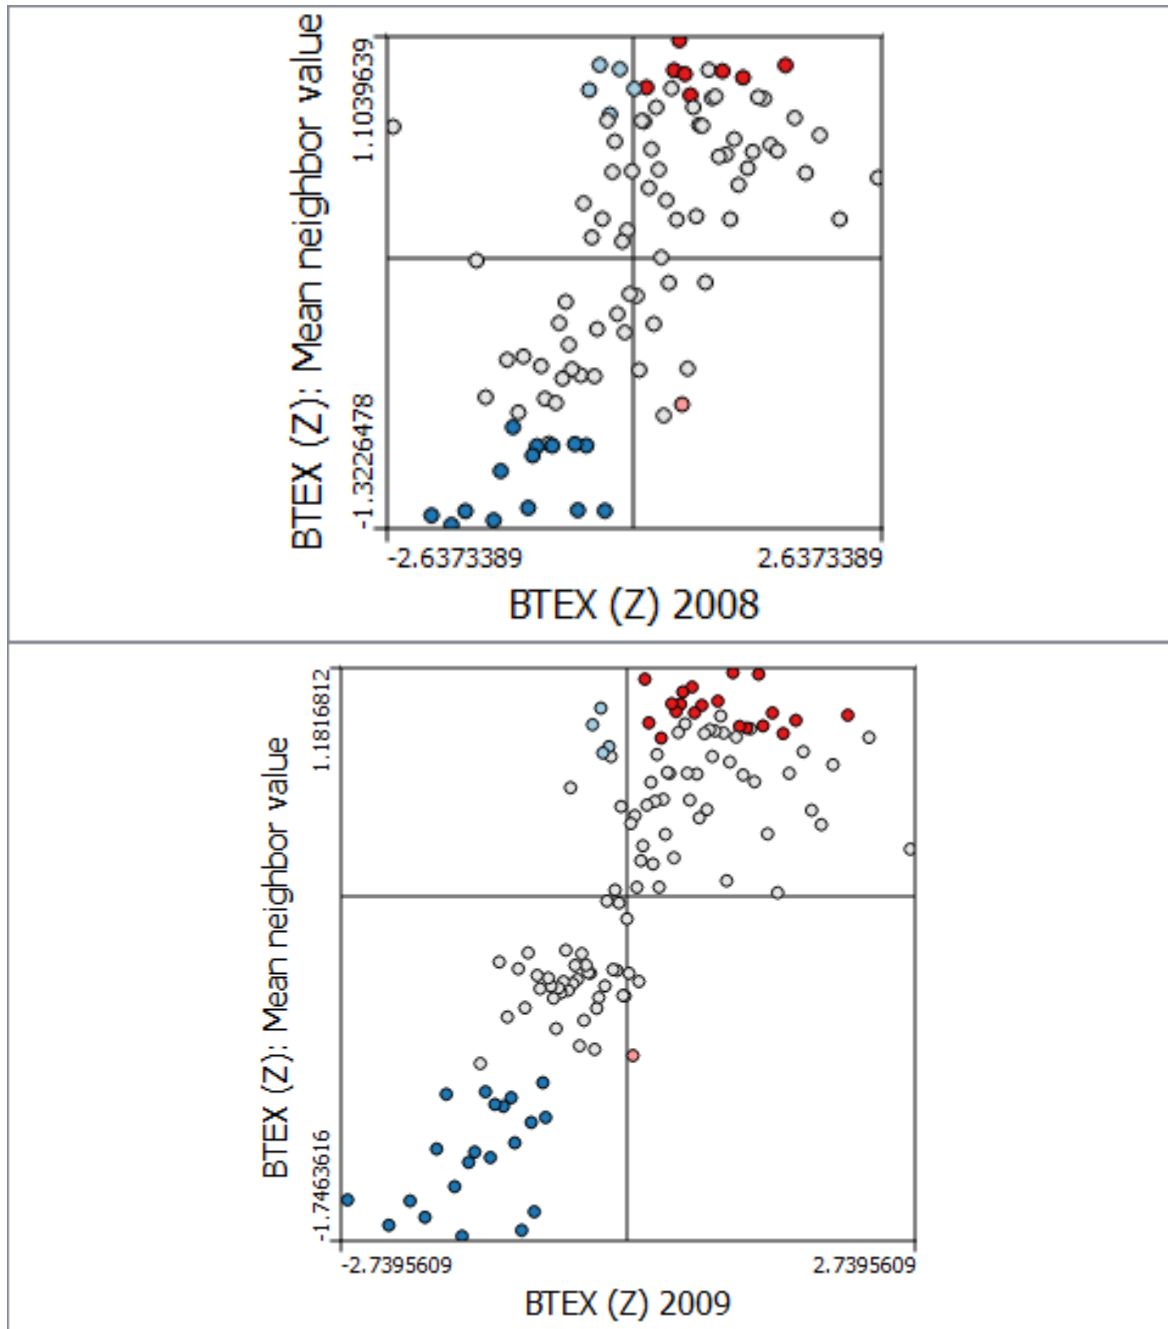 BTEX (Z): Mean neighbor value
1.1039639
-1.3226478
-2.6373389
2.6373389
BTEX (Z) 2008
BTEX (Z): Mean neighbor value
1.1816812
-1.7463616
-2.7395609
2.7395609
BTEX (Z) 2009